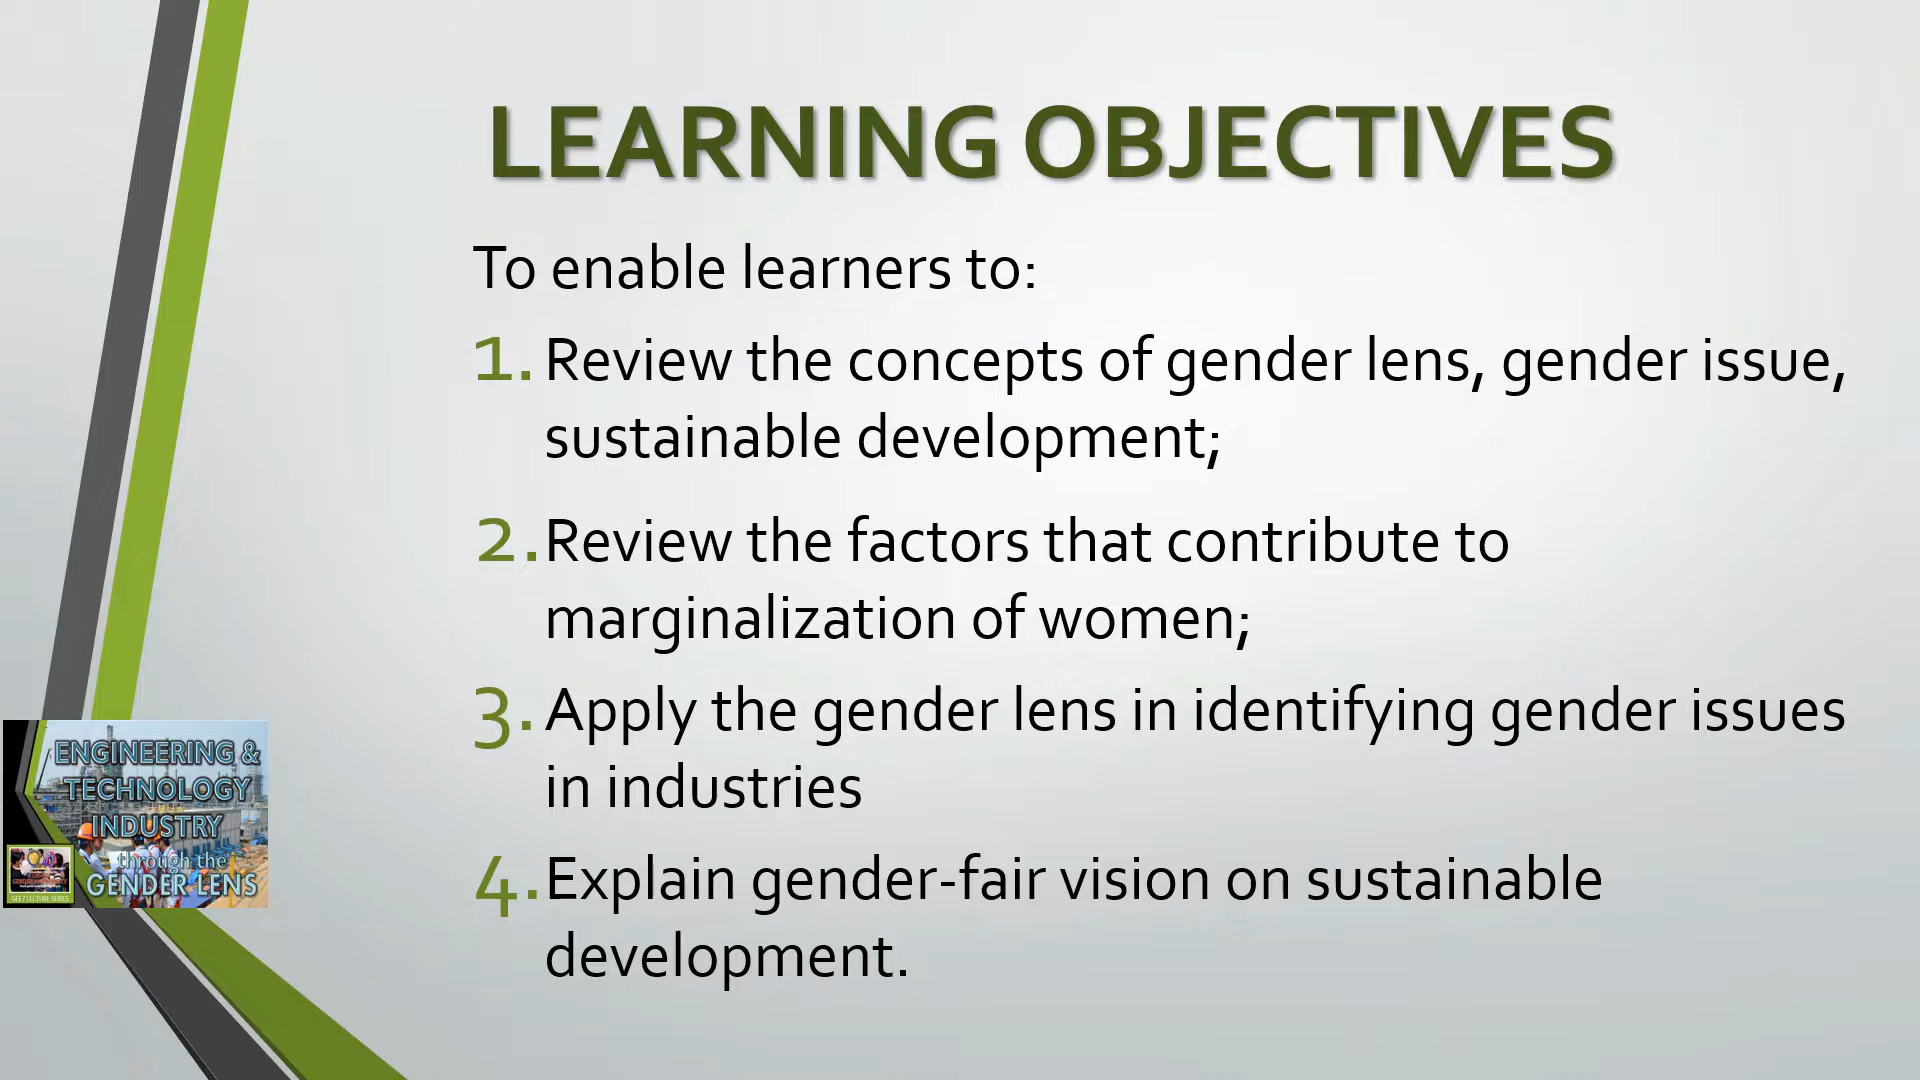 LEARNING OBJECTIVES
To enable learners to:
1. Review the concepts of gender lens, gender issue,
sustainable development;
2. Review the factors that contribute to
marginalization of women;
3. Apply the gender lens in identifying gender issues
in industries
4. Explain gender-fair vision on sustainable
development.
ENGINEERING &
TECHNOLOGY
INDUSTRY
through the
GENDER LENS